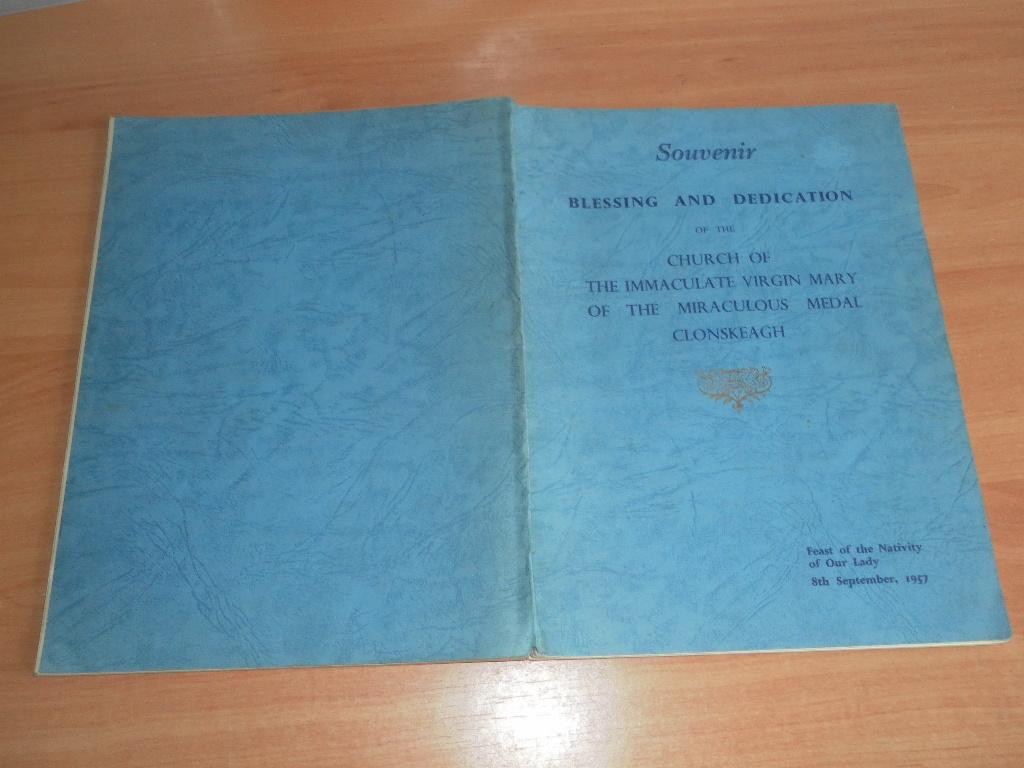 Souvenir
BLESSING AND DEDICATION
OF THE
CHURCH OF
THE IMMACULATE VIRGIN MARY
OF THE MIRACULOUS MEDAL
CLONSKEAGH
Feast of the Nativity
of Our Lady
8th September, 1957